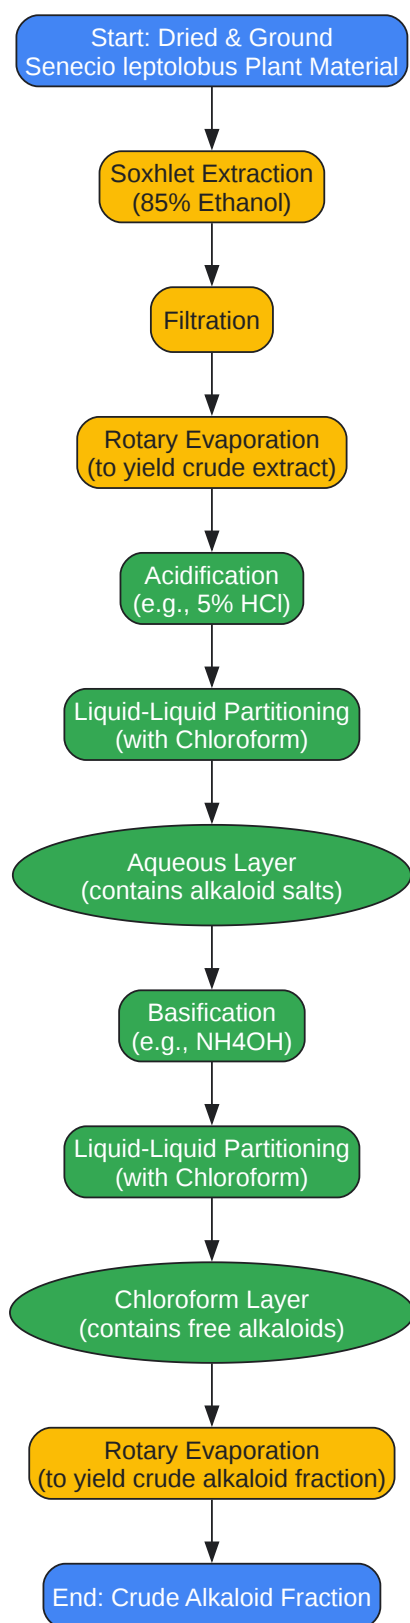 Start: Dried & Ground
Senecio leptolobus Plant Material
Soxhlet Extraction
(85% Ethanol)
Filtration
Rotary Evaporation
(to yield crude extract)
Acidification
(e.g., 5% HCl)
Liquid-Liquid Partitioning
(with Chloroform)
Aqueous Layer
(contains alkaloid salts)
Basification
(e.g., NH4OH)
Liquid-Liquid Partitioning
(with Chloroform)
Chloroform Layer
(contains free alkaloids)
Rotary Evaporation
(to yield crude alkaloid fraction)
End: Crude Alkaloid Fraction